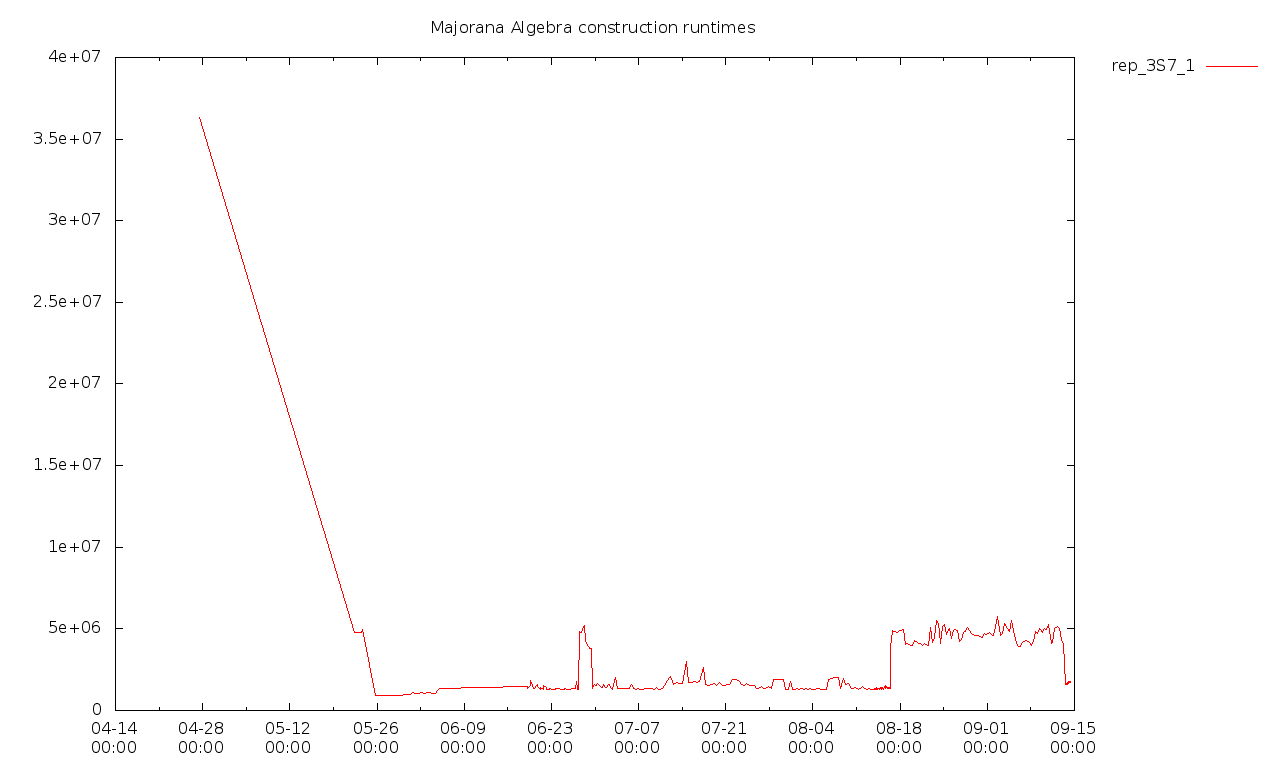 Majorana Algebra construction runtimes
rep_3S7_1
4e+07
3.5e+07
3e+07
2.5e+07
2e+07
1.5e+07
1e+07
5e+06
0
04-14 04-28 05-12 05-26 06-09 06-23 07-07 07-21 08-04 08-18 09-01 09-15
00:00 00:00 00:00 00:00 00:00 00:00 00:00 00:00 00:00 00:00 00:00 00:00